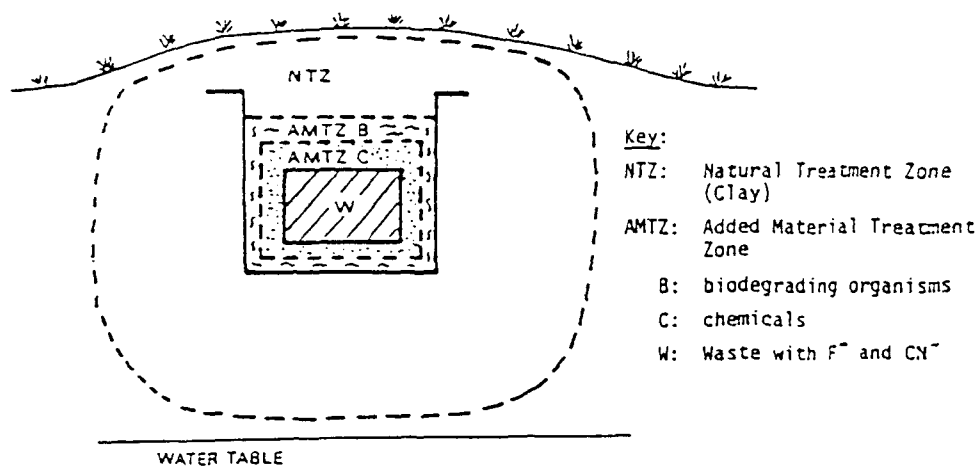 NTZ
AMTZ B
AMTZ C
W
WATER TABLE
Key:
NTZ: Natural Treatment Zone
(Clay)
AMTZ: Added Material Treatment
Zone
B: biodegrading organisms
C: chemicals
W: Waste with F⁻ and CN⁻